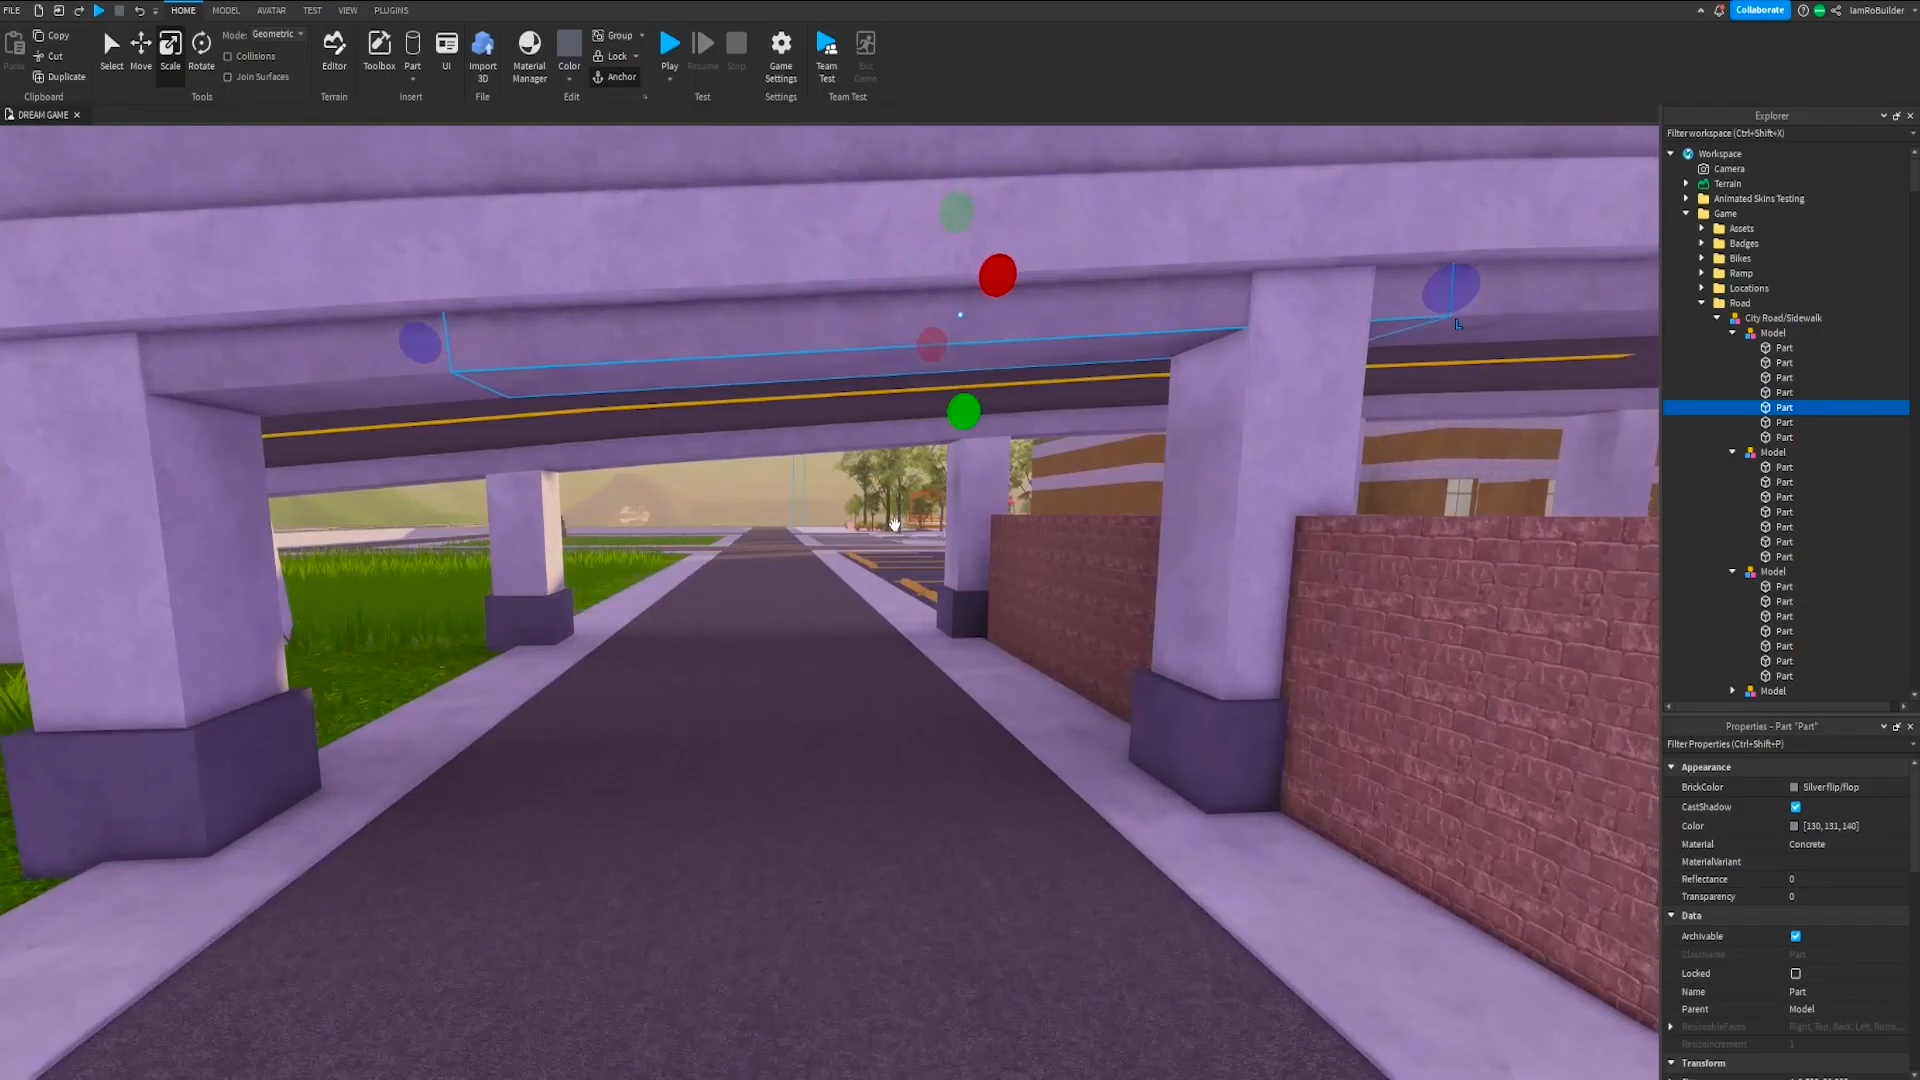 FILE
HOME MODEL AVATAR TEST VIEW PLUGINS
Collaborate
IamRoBuilder
Paste
Copy
Cut
Duplicate
Clipboard
Select
Move
Scale
Rotate
Mode: Geometric
Collisions
Join Surfaces
Tools
Editor
Terrain
Toolbox
Part
UI
Insert
Import
3D
File
Material
Manager
Color
Group
Lock
Anchor
Edit
Play
Resume
Stop
Test
Game
Settings
Settings
Team
Test
Exit
Game
Team Test
DREAM GAME
L
Explorer
Filter workspace (Ctrl+Shift+X)
Workspace
Camera
Terrain
Animated Skins Testing
Game
Assets
Badges
Bikes
Ramp
Locations
Road
City Road/Sidewalk
Model
Part
Part
Part
Part
Part
Part
Part
Model
Part
Part
Part
Part
Part
Part
Part
Model
Part
Part
Part
Part
Part
Part
Part
Model
Properties - Part "Part"
Filter Properties (Ctrl+Shift+P)
Appearance
BrickColor Silver flip/flop
CastShadow
Color [130, 131, 140]
Material Concrete
MaterialVariant
Reflectance 0
Transparency 0
Data
Archivable
ClassName Part
Locked
Name Part
Parent Model
ResizeableFaces Right, Top, Back, Left, Botto...
ResizeIncrement 1
Transform